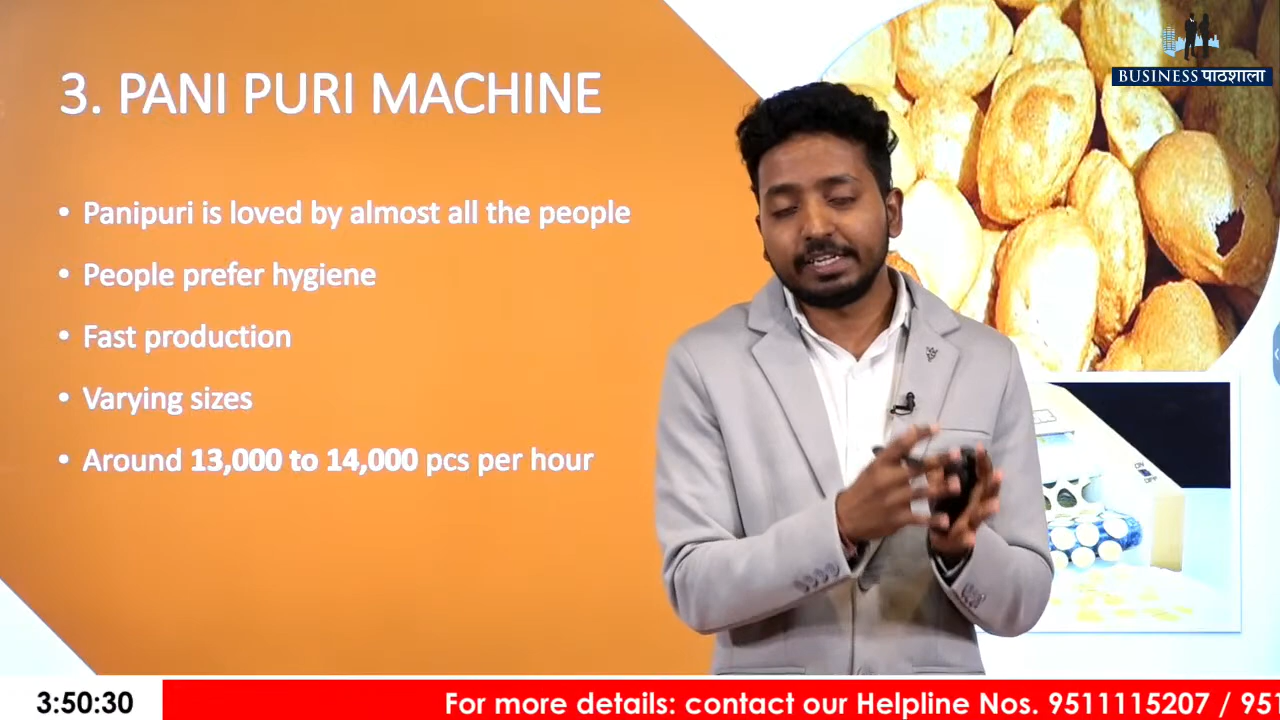 BUSINESS पाठशाला
3. PANI PURI MACHINE
• Panipuri is loved by almost all the people
• People prefer hygiene
• Fast production
• Varying sizes
• Around 13,000 to 14,000 pcs per hour
ON
OFF
3:50:30
For more details: contact our Helpline Nos. 9511115207 / 951